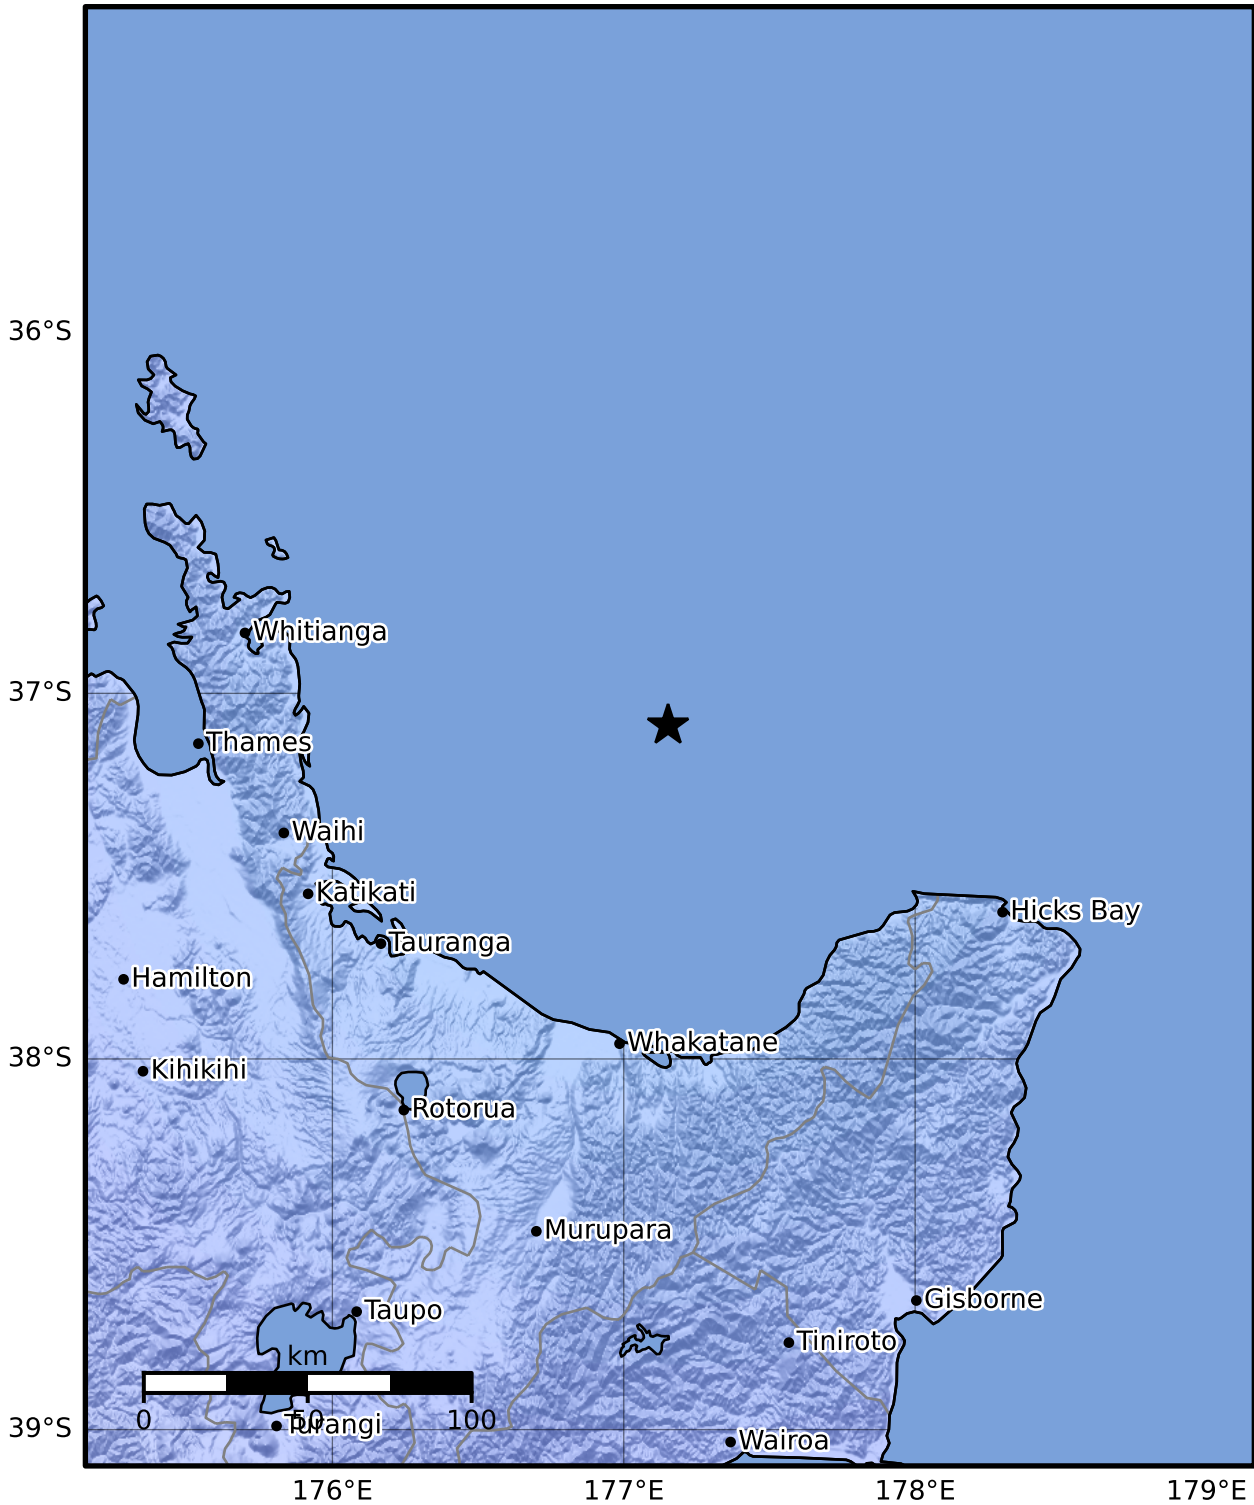 36°S
Whitianga
37°S
Thames
Waihi
Katikati
Hicks Bay
Tauranga
Hamilton
Whakatane
38°S
Kihikihi
Rotorua
Murupara
Gisborne
Taupo
Tiniroto
km
0 50 100
Turangi
39°S
Wairoa
176°E 177°E 178°E 179°E